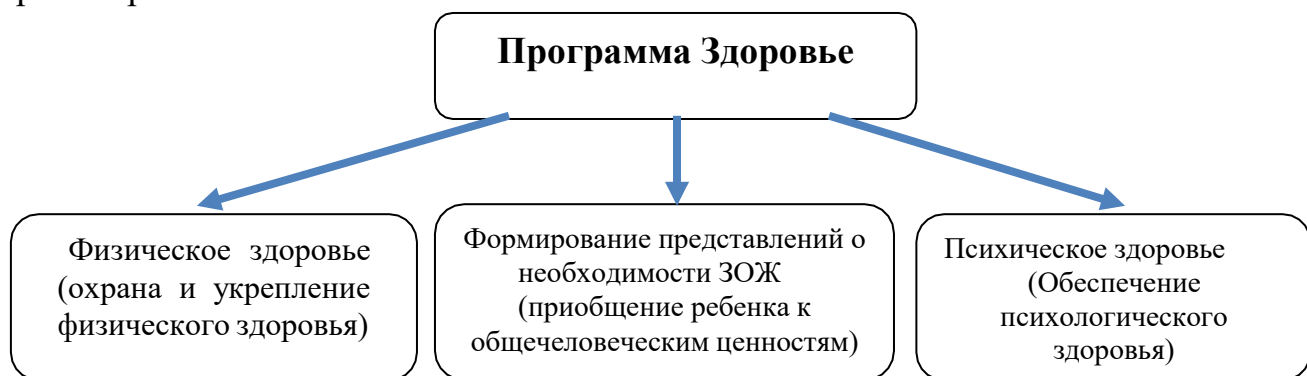 Программа Здоровье
Физическое здоровье
(охрана и укрепление
физического здоровья)
Формирование представлений о
необходимости ЗОЖ
(приобщение ребенка к
общечеловеческим ценностям)
Психическое здоровье
(Обеспечение
психологического
здоровья)